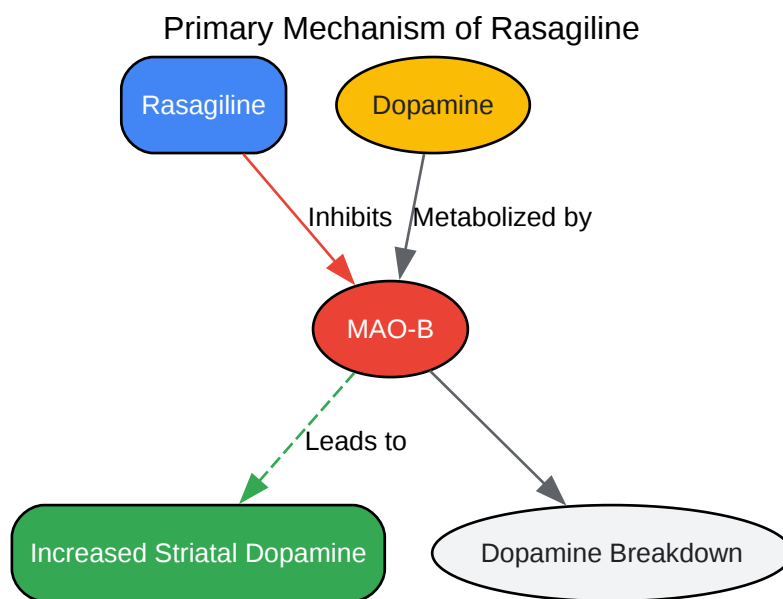 Primary Mechanism of Rasagiline
Rasagiline
Dopamine
Inhibits
Metabolized by
MAO-B
Leads to
Increased Striatal Dopamine
Dopamine Breakdown